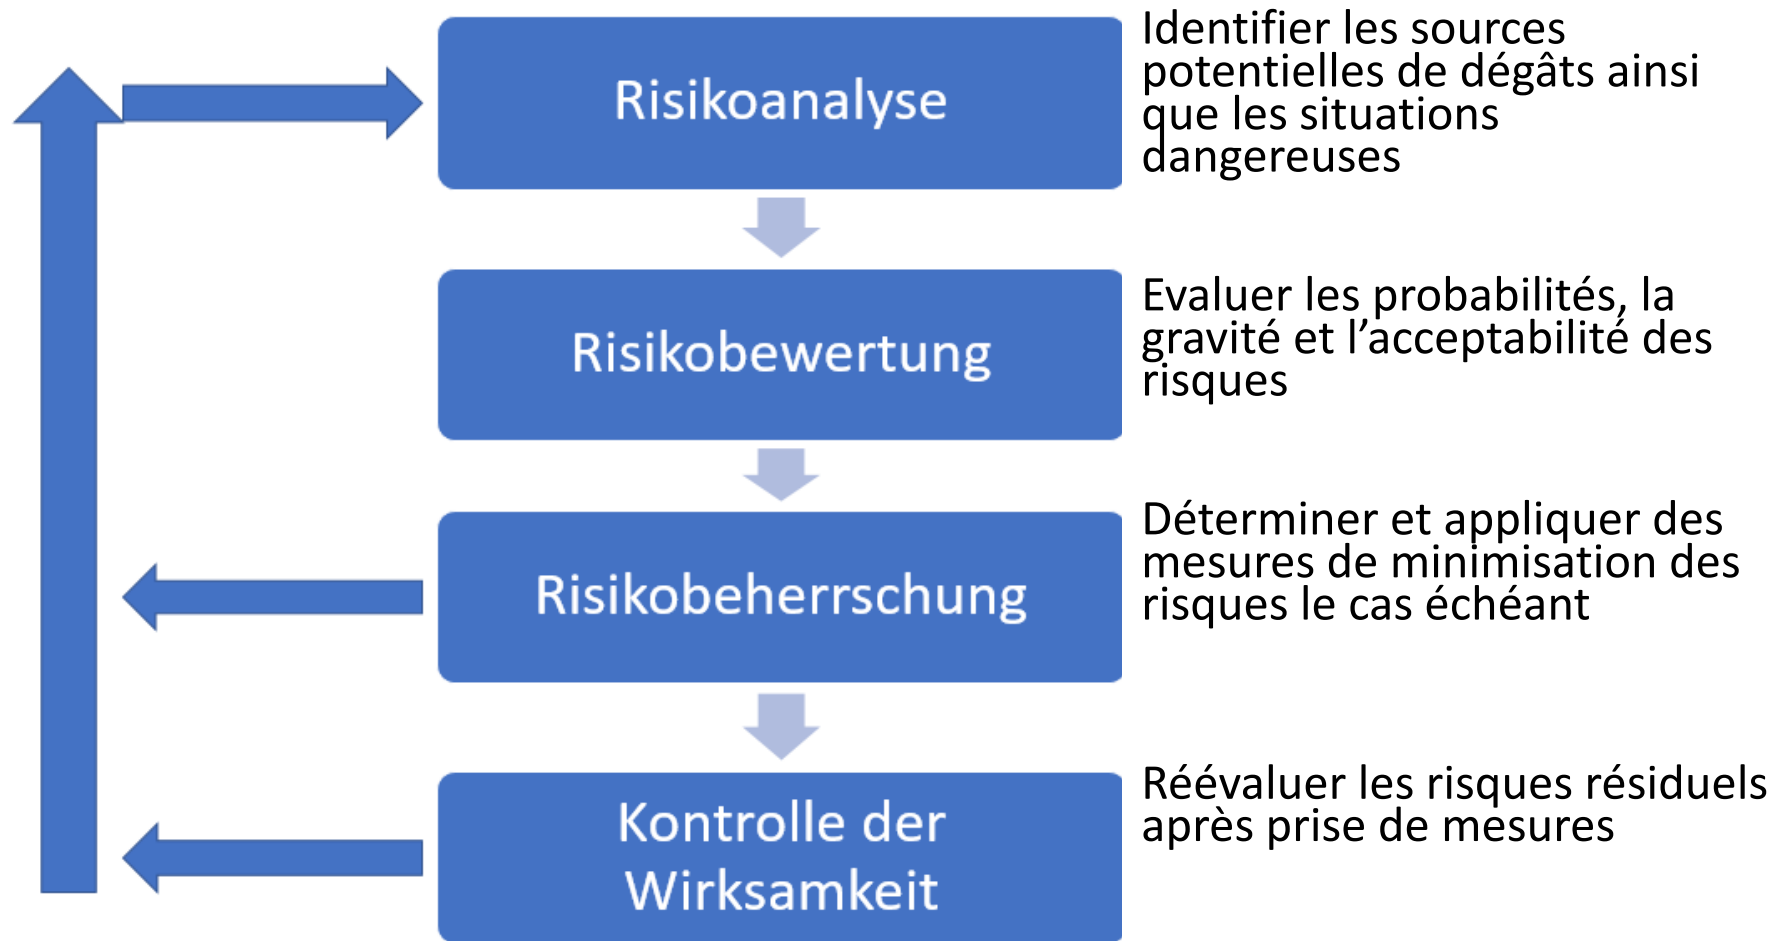 Risikoanalyse
Identifier les sources
potentielles de dégâts ainsi
que les situations
dangereuses
Risikobewertung
Evaluer les probabilités, la
gravité et l’acceptabilité des
risques
Risikobeherrschung
Déterminer et appliquer des
mesures de minimisation des
risques le cas échéant
Kontrolle der
Wirksamkeit
Réévaluer les risques résiduels
après prise de mesures